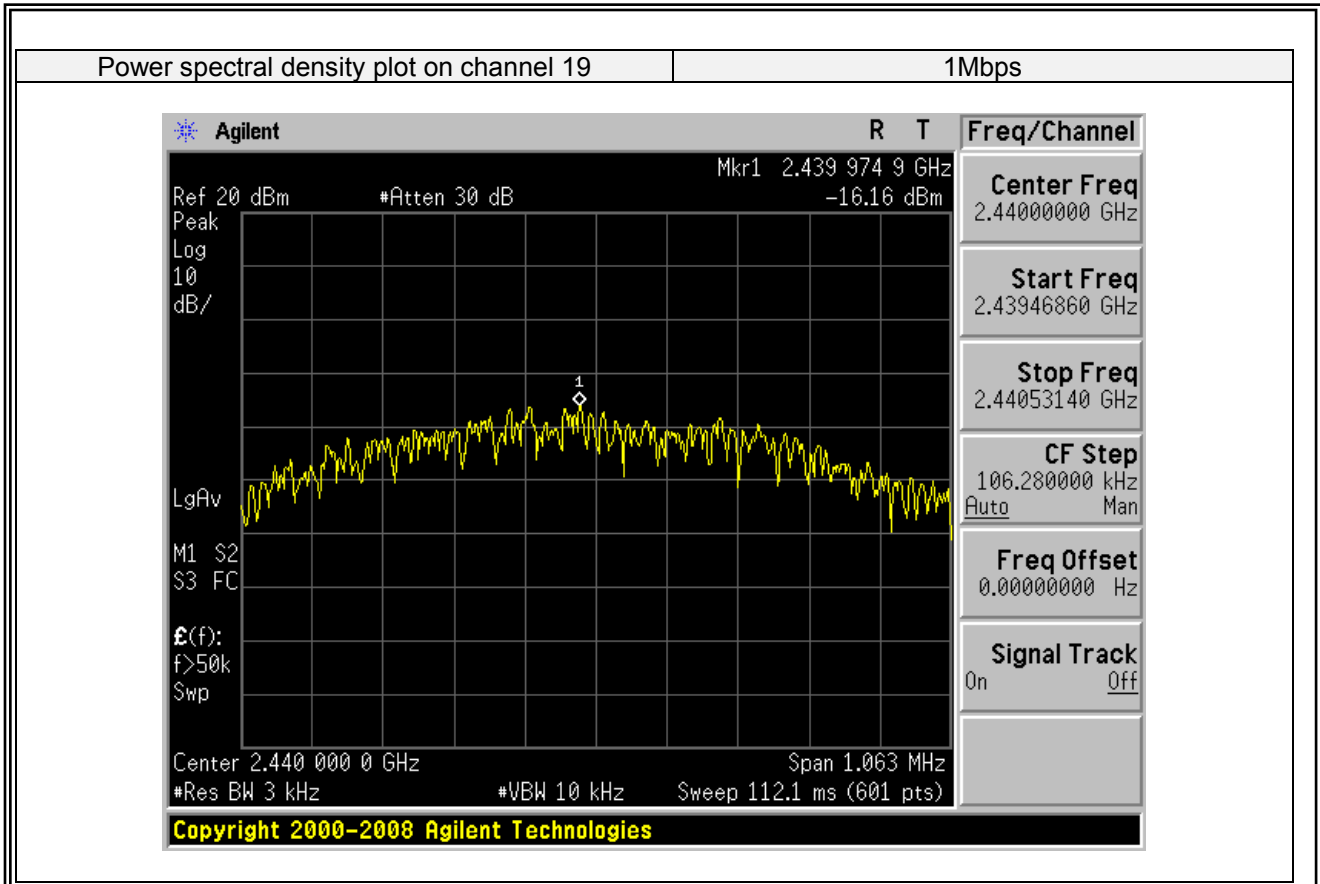 Power spectral density plot on channel 19 1Mbps
Agilent R T Freq/Channel
Mkr1 2.439 974 9 GHz
Ref 20 dBm #Atten 30 dB -16.16 dBm
Peak
Log
10
dB/
1
LgAv
M1 S2
S3 FC
£(f):
f>50k
Swp
Center 2.440 000 0 GHz Span 1.063 MHz
#Res BW 3 kHz #VBW 10 kHz Sweep 112.1 ms (601 pts)
Copyright 2000-2008 Agilent Technologies
Center Freq
2.44000000 GHz
Start Freq
2.43946860 GHz
Stop Freq
2.44053140 GHz
CF Step
106.280000 kHz
Auto Man
Freq Offset
0.00000000 Hz
Signal Track
On Off